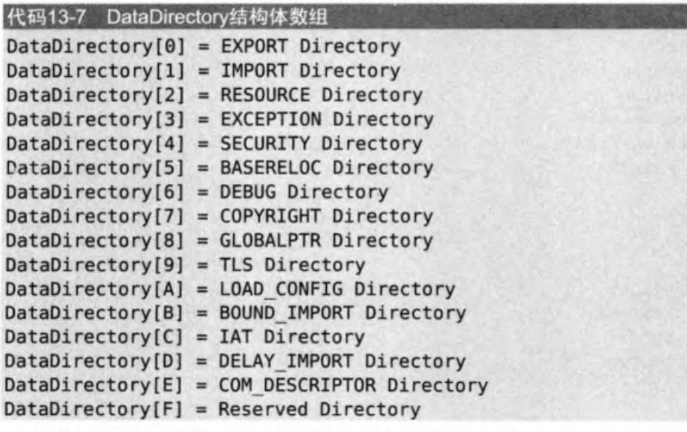 代码13-7 DataDirectory结构体数组
DataDirectory[0] = EXPORT Directory
DataDirectory[1] = IMPORT Directory
DataDirectory[2] = RESOURCE Directory
DataDirectory[3] = EXCEPTION Directory
DataDirectory[4] = SECURITY Directory
DataDirectory[5] = BASERELOC Directory
DataDirectory[6] = DEBUG Directory
DataDirectory[7] = COPYRIGHT Directory
DataDirectory[8] = GLOBALPTR Directory
DataDirectory[9] = TLS Directory
DataDirectory[A] = LOAD_CONFIG Directory
DataDirectory[B] = BOUND_IMPORT Directory
DataDirectory[C] = IAT Directory
DataDirectory[D] = DELAY_IMPORT Directory
DataDirectory[E] = COM_DESCRIPTOR Directory
DataDirectory[F] = Reserved Directory